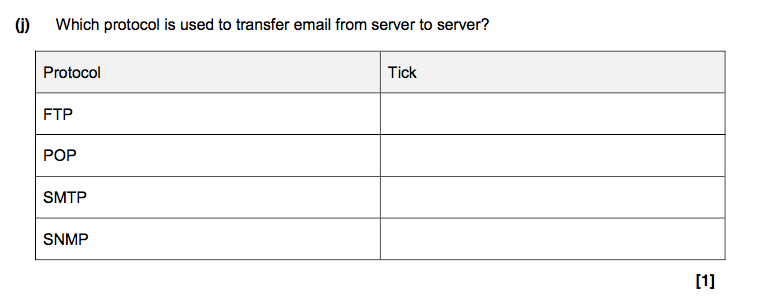 (j) Which protocol is used to transfer email from server to server?
Protocol Tick
FTP
POP
SMTP
SNMP
[1]